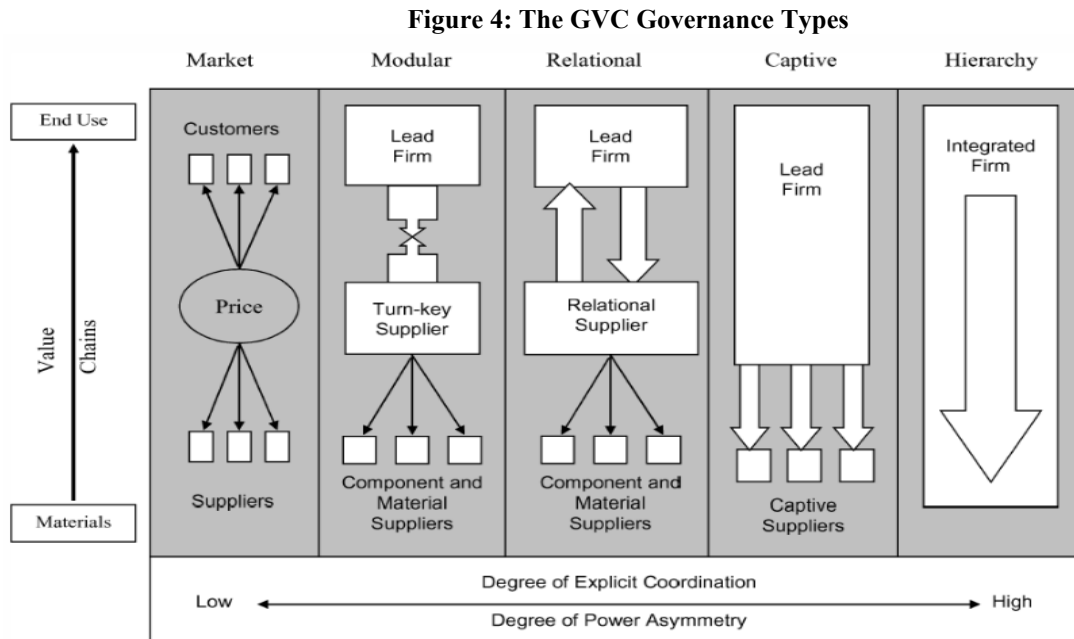 Figure 4: The GVC Governance Types
Market
Modular
Relational
Captive
Hierarchy
End Use
Value
Chains
Materials
Customers
Price
Suppliers
Lead
Firm
Turn-key
Supplier
Component and
Material
Suppliers
Lead
Firm
Relational
Supplier
Component and
Material
Suppliers
Lead
Firm
Captive
Suppliers
Integrated
Firm
Degree of Explicit Coordination
Low
High
Degree of Power Asymmetry